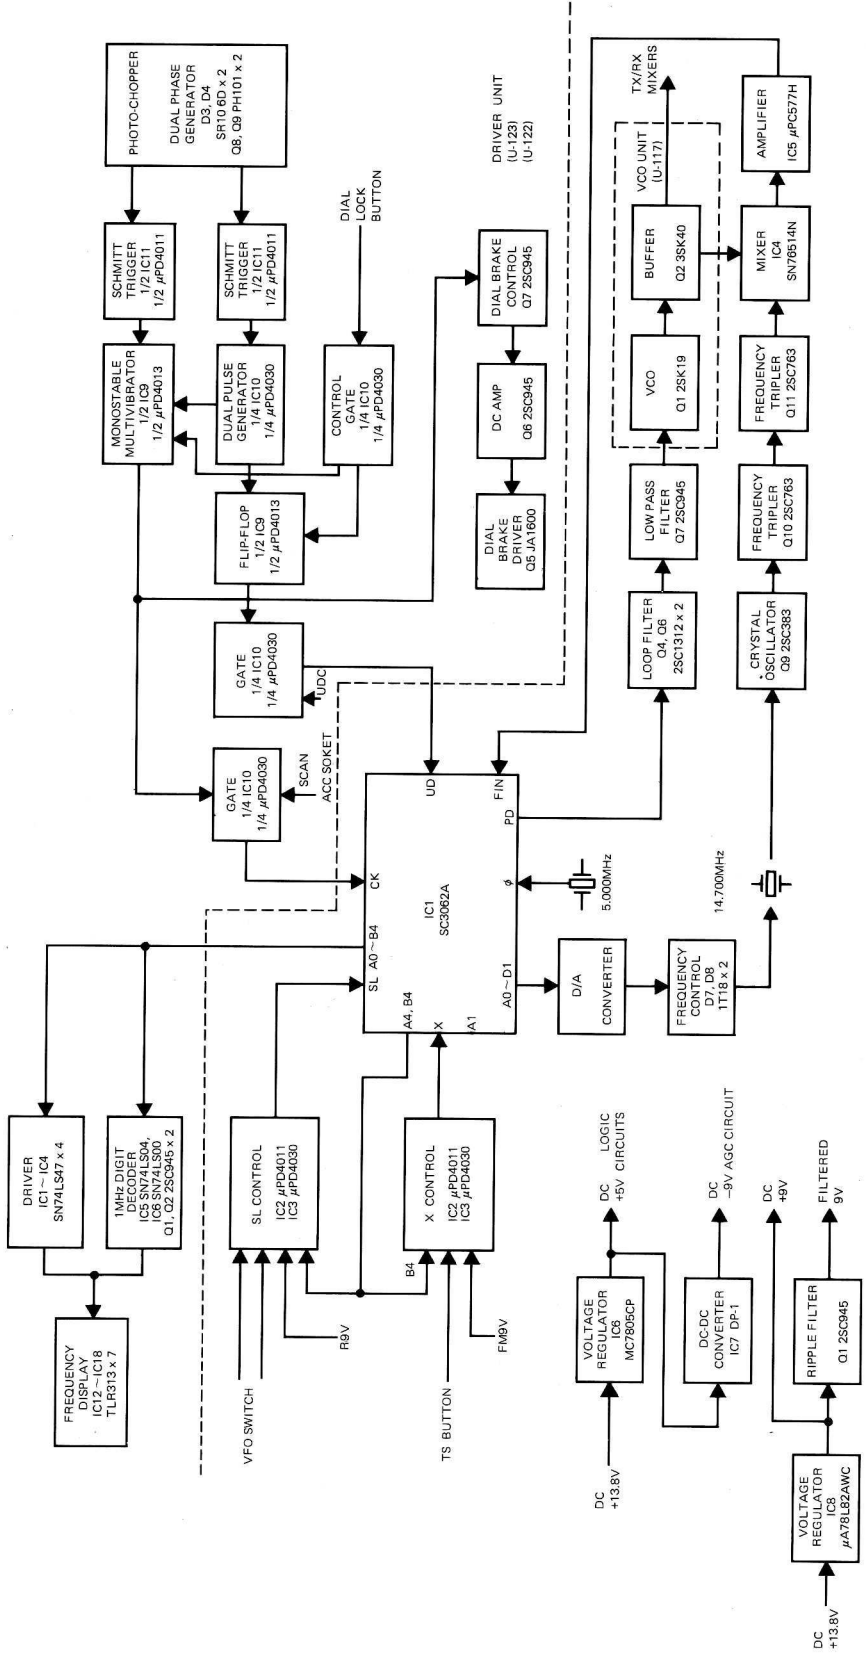 PHOTO-CHOPPER
DUAL PHASE
GENERATOR
D3, D4
SR10 6D x 2
Q8, Q9 PH101 x 2
SCHMITT
TRIGGER
1/2 IC11
1/2 µPD4011
SCHMITT
TRIGGER
1/2 IC11
1/2 µPD4011
MONOSTABLE
MULTIVIBRATOR
1/2 IC9
1/2 µPD4013
DUAL PULSE
GENERATOR
1/4 IC10
1/4 µPD4030
CONTROL
GATE
1/4 IC10
1/4 µPD4030
DIAL
LOCK
BUTTON
DRIVER UNIT
(U-123)
(U-122)
FLIP-FLOP
1/2 IC9
1/2 µPD4013
GATE
1/4 IC10
1/4 µPD4030
UDC
GATE
1/4 IC10
1/4 µPD4030
SCAN
ACC SOKET
DIAL BRAKE
CONTROL
Q7 2SC945
DC AMP
Q6 2SC945
DIAL
BRAKE
DRIVER
Q5 JA1600
DRIVER
IC1 ~ IC4
SN74LS47 x 4
1MHz DIGIT
DECODER
IC5 SN74LS04,
IC6 SN74LS00
Q1, Q2 2SC945 x 2
FREQUENCY
DISPLAY
IC12 ~ IC18
TLR313 x 7
SL CONTROL
IC2 µPD4011
IC3 µPD4030
X CONTROL
IC2 µPD4011
IC3 µPD4030
B4
VFO SWITCH
R9V
TS BUTTON
FM9V
IC1
SC3062A
CK
UD
FIN
PD
ø
A0 ~ D1
A1
X
A4, B4
SL
A0 ~ B4
D/A
CONVERTER
FREQUENCY
CONTROL
D7, D8
1T18 x 2
5.000MHz
14.700MHz
LOOP FILTER
Q4, Q6
2SC1312 x 2
LOW PASS
FILTER
Q7 2SC945
VCO
Q1 2SK19
BUFFER
Q2 3SK40
VCO UNIT
(U-117)
TX/RX
MIXERS
CRYSTAL
OSCILLATOR
Q9 2SC383
FREQUENCY
TRIPLER
Q10 2SC763
FREQUENCY
TRIPLER
Q11 2SC763
MIXER
IC4
SN76514N
AMPLIFIER
IC5 µPC577H
DC
+13.8V
VOLTAGE
REGULATOR
IC6
MC7805CP
DC LOGIC
+5V CIRCUITS
DC-DC
CONVERTER
IC7 DP-1
DC
-9V AGC CIRCUIT
DC
+13.8V
VOLTAGE
REGULATOR
IC8
µA78L82AWC
DC
+9V
RIPPLE FILTER
Q1 2SC945
FILTERED
9V